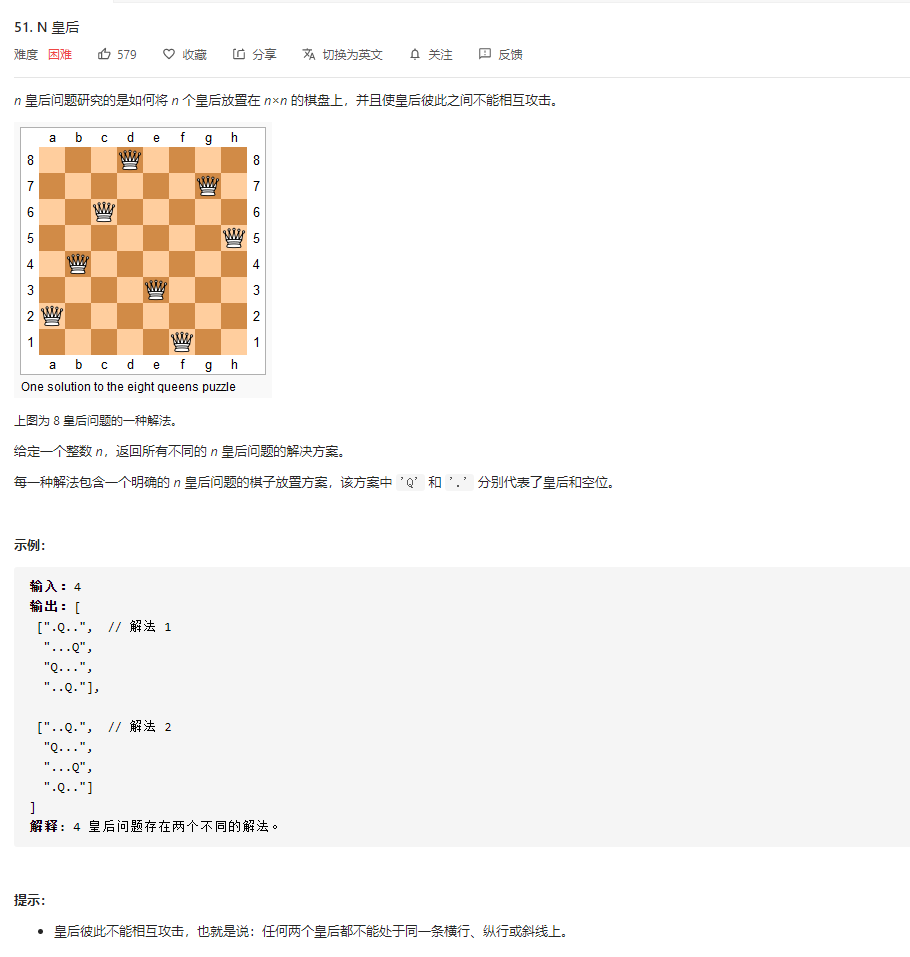 51. N 皇后
难度 困难 579 收藏 分享 切换为英文 关注 反馈
n 皇后问题研究的是如何将 n 个皇后放置在 n×n 的棋盘上，并且使皇后彼此之间不能相互攻击。
a b c d e f g h
8 8
7 7
6 6
5 5
4 4
3 3
2 2
1 1
a b c d e f g h
One solution to the eight queens puzzle
上图为 8 皇后问题的一种解法。
给定一个整数 n，返回所有不同的 n 皇后问题的解决方案。
每一种解法包含一个明确的 n 皇后问题的棋子放置方案，该方案中 'Q' 和 '.' 分别代表了皇后和空位。
示例：
输入：4
输出：[
[".Q..", // 解法 1
"...Q",
"Q...",
"..Q."],
["..Q.", // 解法 2
"Q...",
"...Q",
".Q.."]
]
解释：4 皇后问题存在两个不同的解法。
提示：
• 皇后彼此不能相互攻击，也就是说：任何两个皇后都不能处于同一条横行、纵行或斜线上。